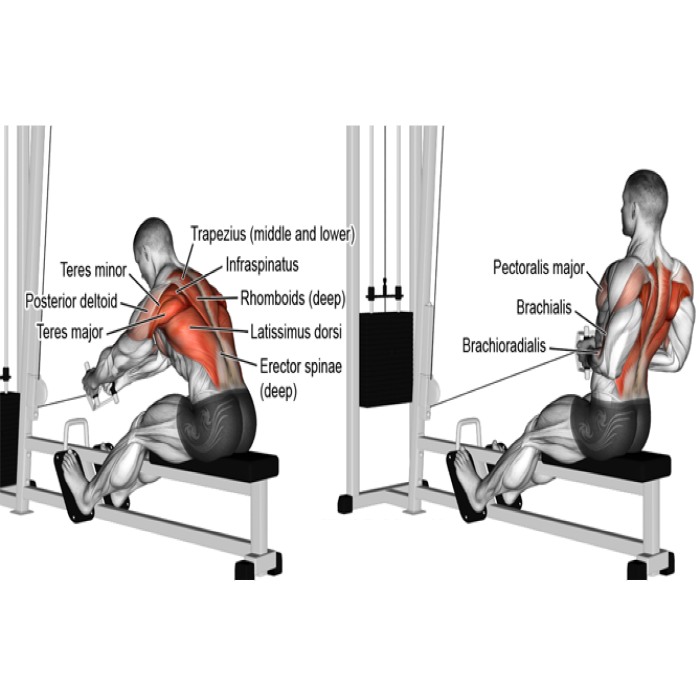 Trapezius (middle and lower)
Teres minor
Infraspinatus
Posterior deltoid
Rhomboids (deep)
Teres major
Latissimus dorsi
Erector spinae
(deep)
Pectoralis major
Brachialis
Brachioradialis